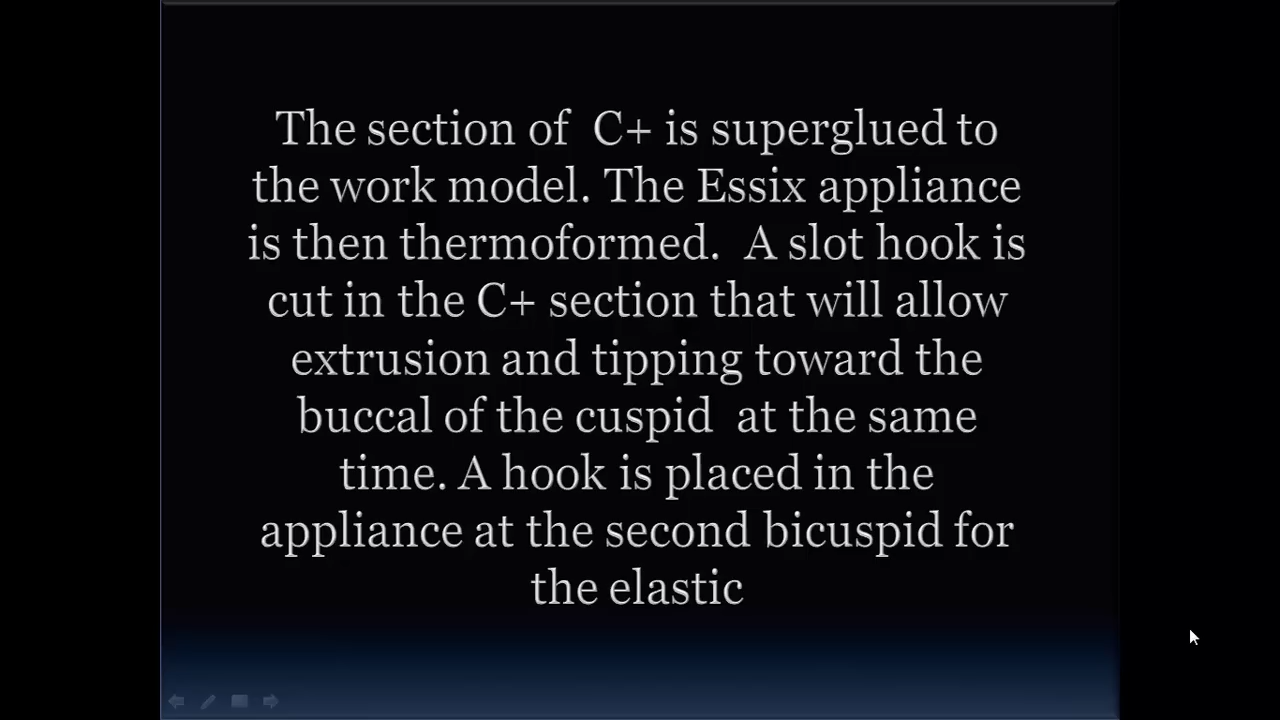 The section of  C+ is superglued to
the work model. The Essix appliance
is then thermoformed.  A slot hook is
cut in the C+ section that will allow
extrusion and tipping toward the
buccal of the cuspid  at the same
time. A hook is placed in the
appliance at the second bicuspid for
the elastic